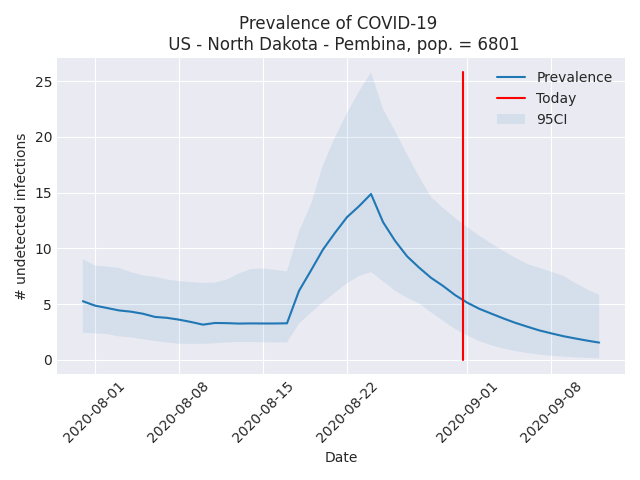 Prevalence of COVID-19
US - North Dakota - Pembina, pop. = 6801
Prevalence
Today
95CI
25
20
15
10
5
0
# undetected infections
2020-08-01
2020-08-08
2020-08-15
2020-08-22
2020-09-01
2020-09-08
Date